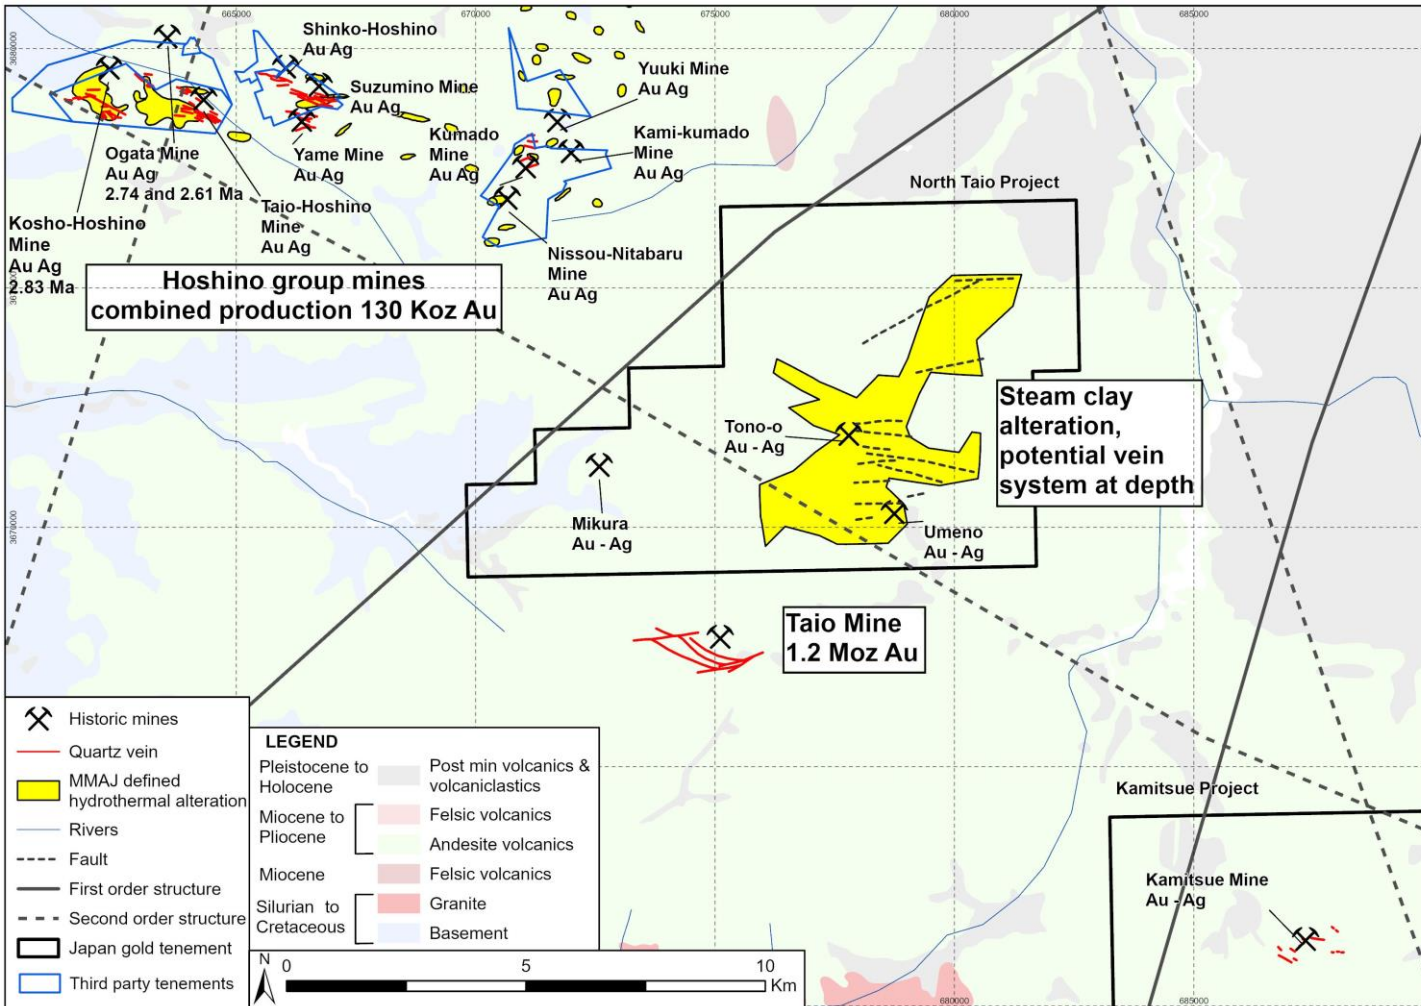 665000
670000
675000
680000
685000
3680000
Shinko-Hoshino
Au Ag
Suzumino Mine
Au Ag
Yuuki Mine
Au Ag
Kumado
Mine
Au Ag
Kami-kumado
Mine
Au Ag
Ogata Mine
Au Ag
2.74 and 2.61 Ma
Yame Mine
Au Ag
Taio-Hoshino
Mine
Au Ag
Kosho-Hoshino
Mine
Au Ag
2.83 Ma
Nissou-Nitabaru
Mine
Au Ag
North Taio Project
Hoshino group mines
combined production 130 Koz Au
Steam clay
alteration,
potential vein
system at depth
Tono-o
Au - Ag
Mikura
Au - Ag
Umeno
Au - Ag
3670000
Taio Mine
1.2 Moz Au
Kamitsue Project
Kamitsue Mine
Au - Ag
Historic mines
Quartz vein
MMAJ defined
hydrothermal alteration
Rivers
Fault
First order structure
Second order structure
Japan gold tenement
Third party tenements
LEGEND
Pleistocene to
Holocene
Post min volcanics &
volcaniclastics
Miocene to
Pliocene
Felsic volcanics
Andesite volcanics
Miocene
Felsic volcanics
Silurian to
Cretaceous
Granite
Basement
N
0
5
10
Km
680000
685000